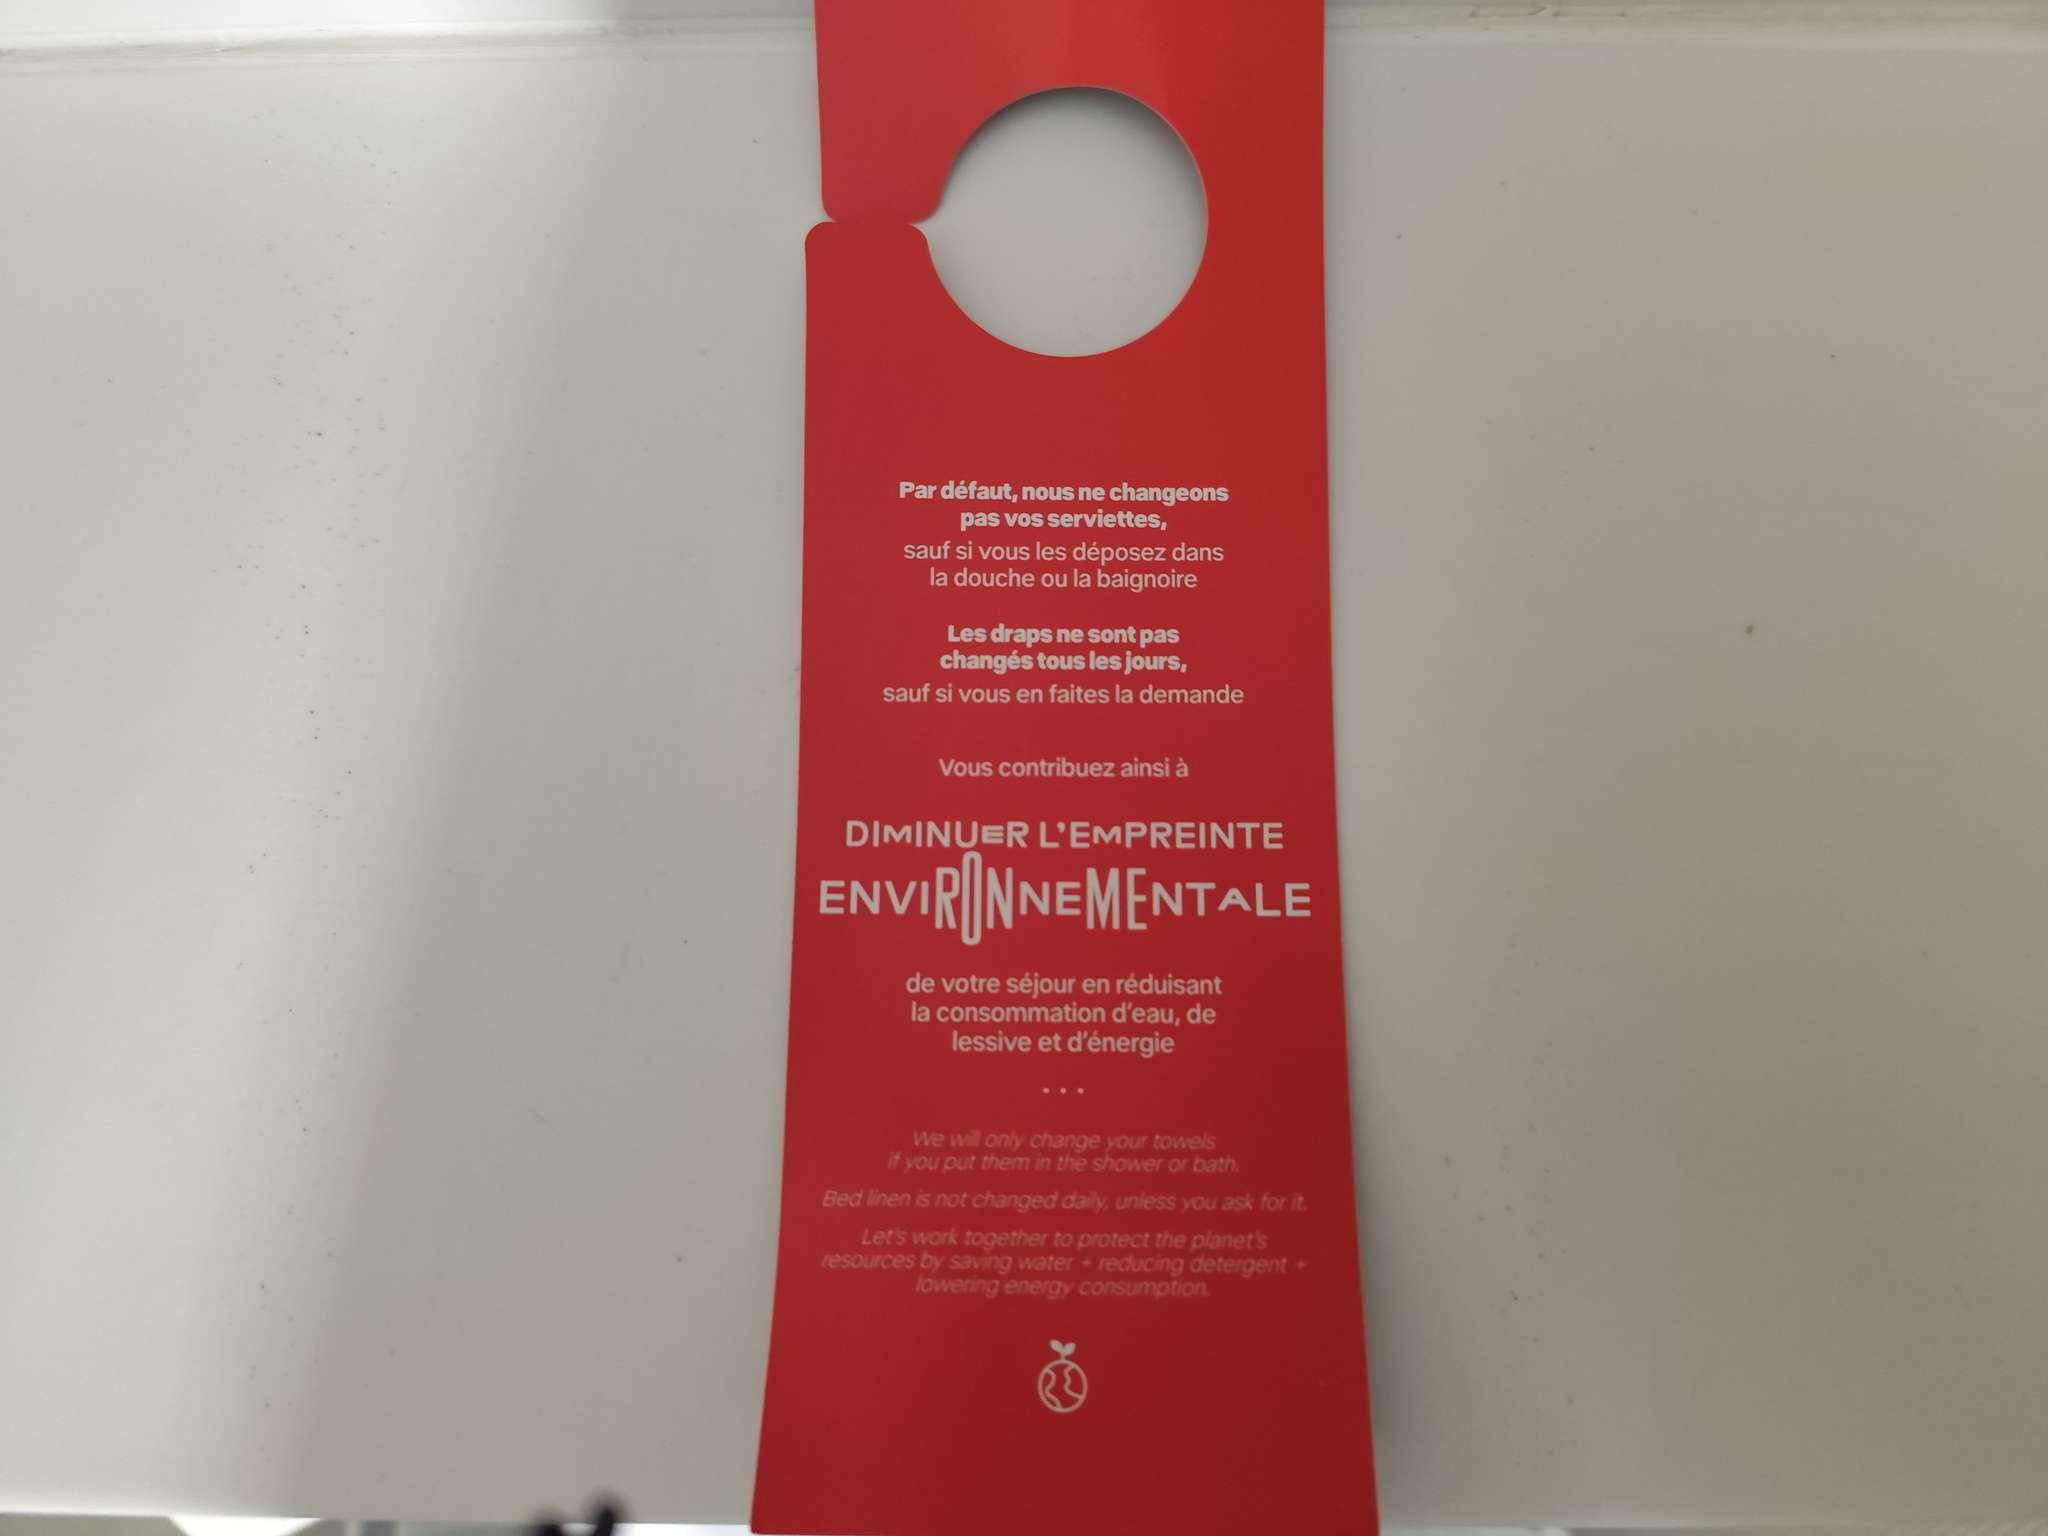 Par défaut, nous ne changeons
pas vos serviettes,
sauf si vous les déposez dans
la douche ou la baignoire
Les draps ne sont pas
changés tous les jours,
sauf si vous en faites la demande
Vous contribuez ainsi à
DIMINUER L'EMPREINTE
ENVIRONNEMENTALE
de votre séjour en réduisant
la consommation d'eau, de
lessive et d'énergie
...
We will only change your towels
if you put them in the shower or bath.
Bed linen is not changed daily, unless you ask for it.
Let's work together to protect the planet's
resources by saving water + reducing detergent +
lowering energy consumption.